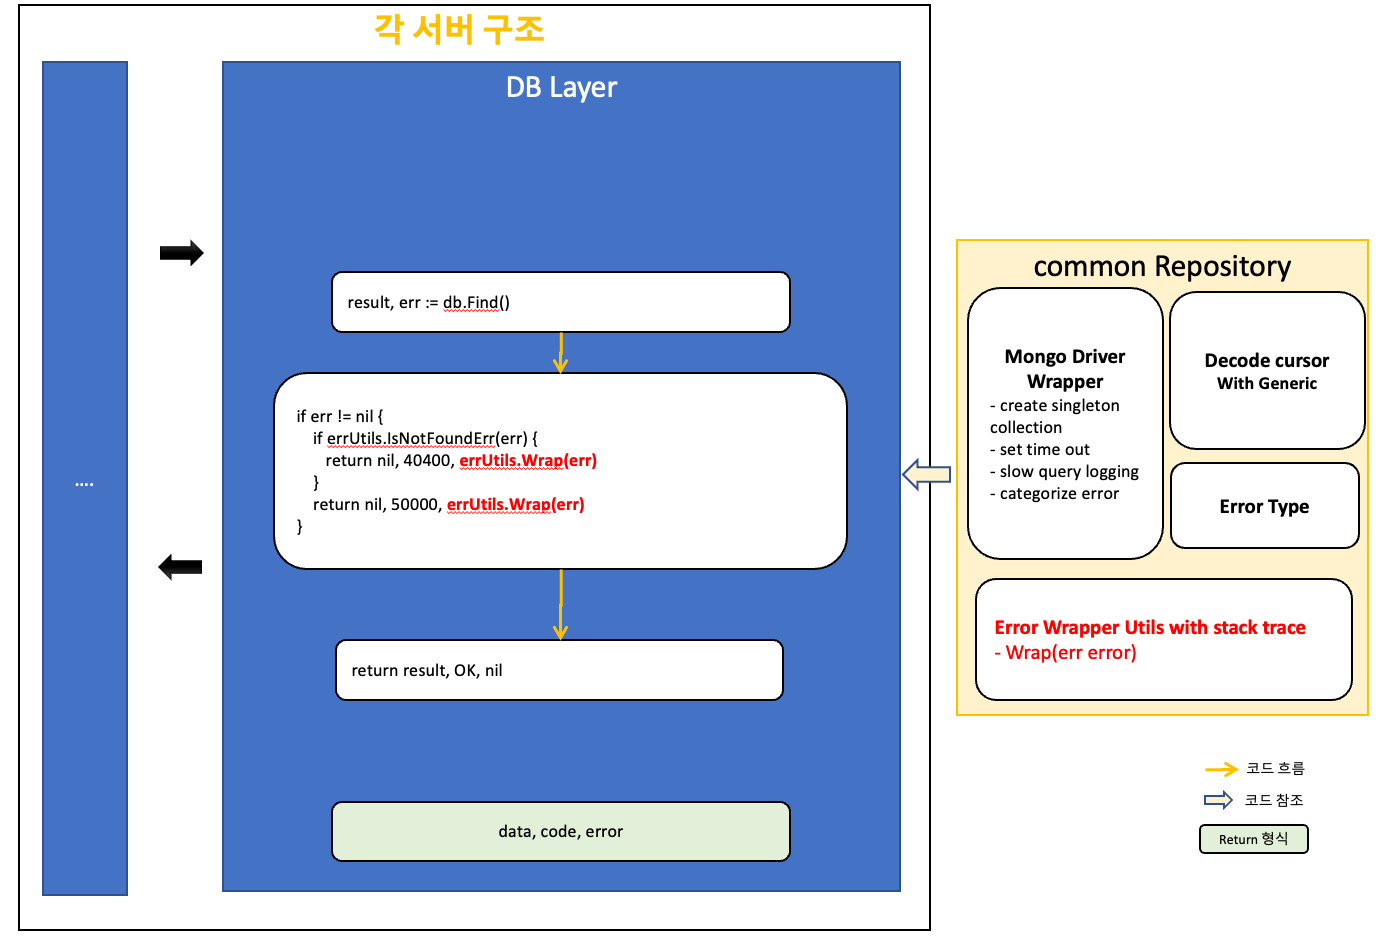 각 서버 구조
....
DB Layer
result, err := db.Find()
if err != nil {
if errUtils.IsNotFoundErr(err) {
return nil, 40400, errUtils.Wrap(err)
}
return nil, 50000, errUtils.Wrap(err)
}
return result, OK, nil
data, code, error
common Repository
Mongo Driver
Wrapper
- create singleton
collection
- set time out
- slow query logging
- categorize error
Decode cursor
With Generic
Error Type
Error Wrapper Utils with stack trace
- Wrap(err error)
코드 흐름
코드 참조
Return 형식